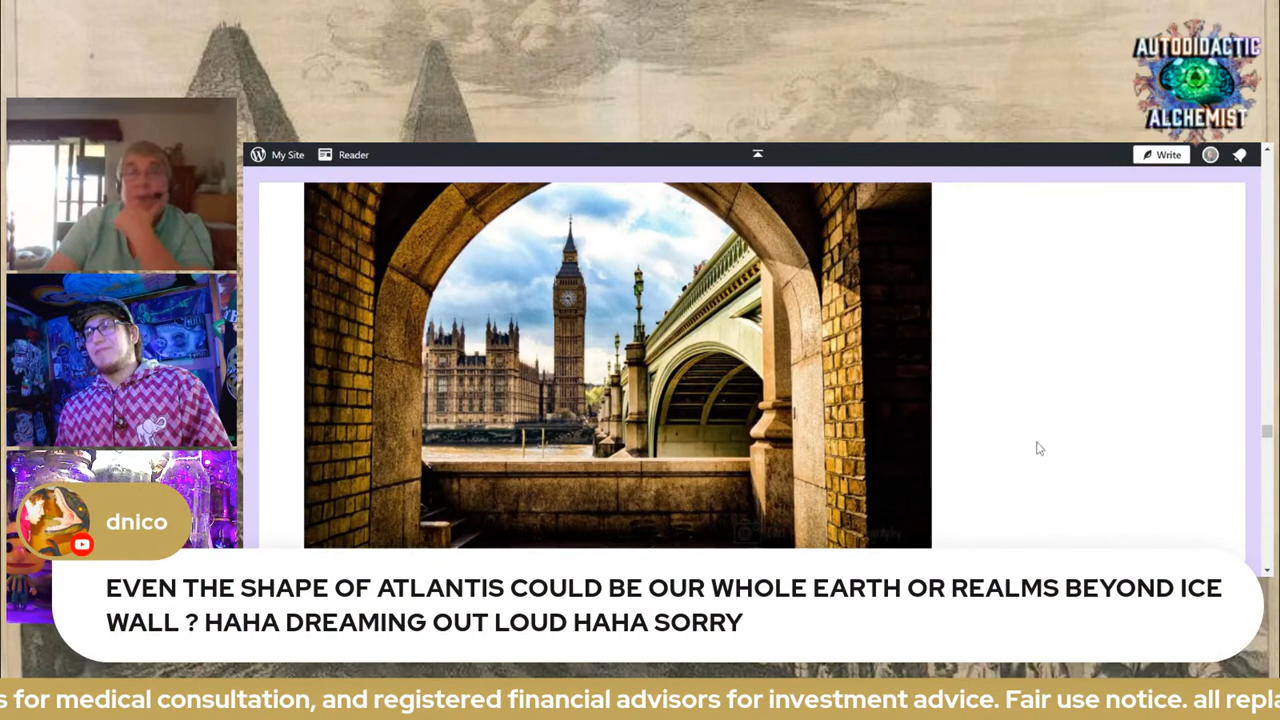 AUTODIDACTIC
ALCHEMIST
My Site Reader Write
dnico
EVEN THE SHAPE OF ATLANTIS COULD BE OUR WHOLE EARTH OR REALMS BEYOND ICE
WALL ? HAHA DREAMING OUT LOUD HAHA SORRY
s for medical consultation, and registered financial advisors for investment advice. Fair use notice. all repla